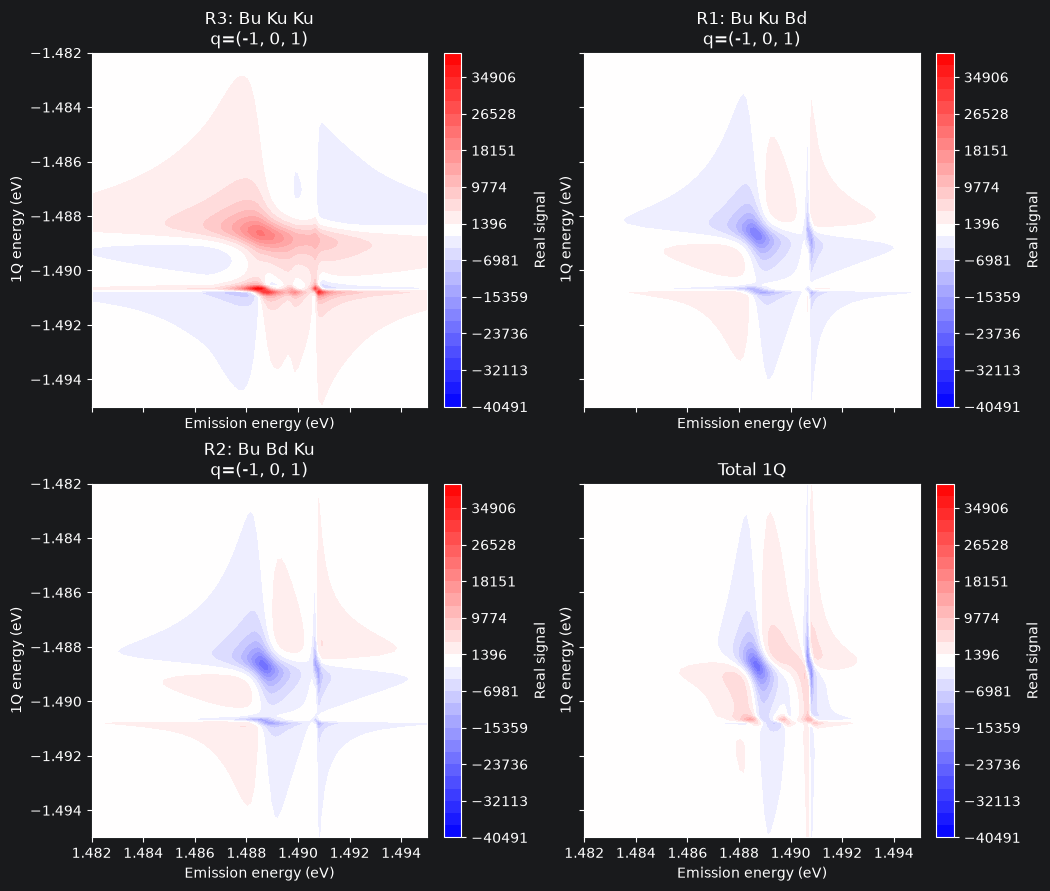 R3: Bu Ku Ku
q=(-1, 0, 1)
−1.482
−1.484
−1.486
−1.488
−1.490
−1.492
−1.494
1Q energy (eV)
Emission energy (eV)
34906
26528
18151
9774
1396
−6981
−15359
−23736
−32113
−40491
Real signal
R1: Bu Ku Bd
q=(-1, 0, 1)
1Q energy (eV)
Emission energy (eV)
34906
26528
18151
9774
1396
−6981
−15359
−23736
−32113
−40491
Real signal
R2: Bu Bd Ku
q=(-1, 0, 1)
−1.482
−1.484
−1.486
−1.488
−1.490
−1.492
−1.494
1Q energy (eV)
1.482 1.484 1.486 1.488 1.490 1.492 1.494
Emission energy (eV)
34906
26528
18151
9774
1396
−6981
−15359
−23736
−32113
−40491
Real signal
Total 1Q
1Q energy (eV)
1.482 1.484 1.486 1.488 1.490 1.492 1.494
Emission energy (eV)
34906
26528
18151
9774
1396
−6981
−15359
−23736
−32113
−40491
Real signal